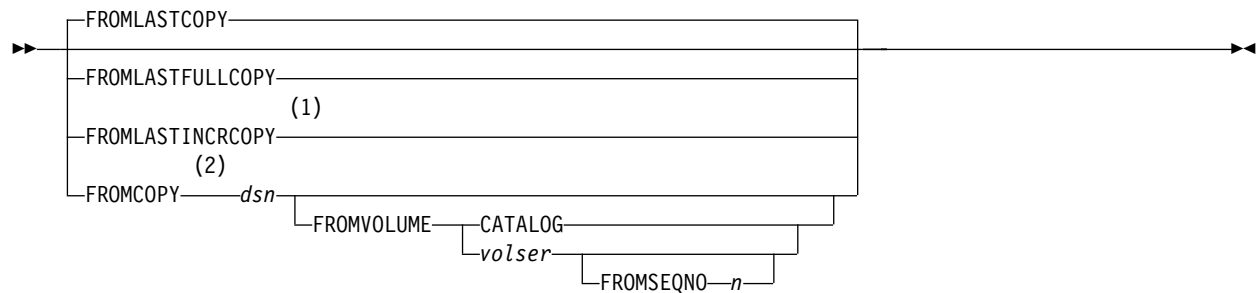 FROMLASTCOPY
FROMLASTFULLCOPY
(1)
FROMLASTINCRCOPY
(2)
FROMCOPY dsn
FROMVOLUME CATALOG
volser
FROMSEQNO n